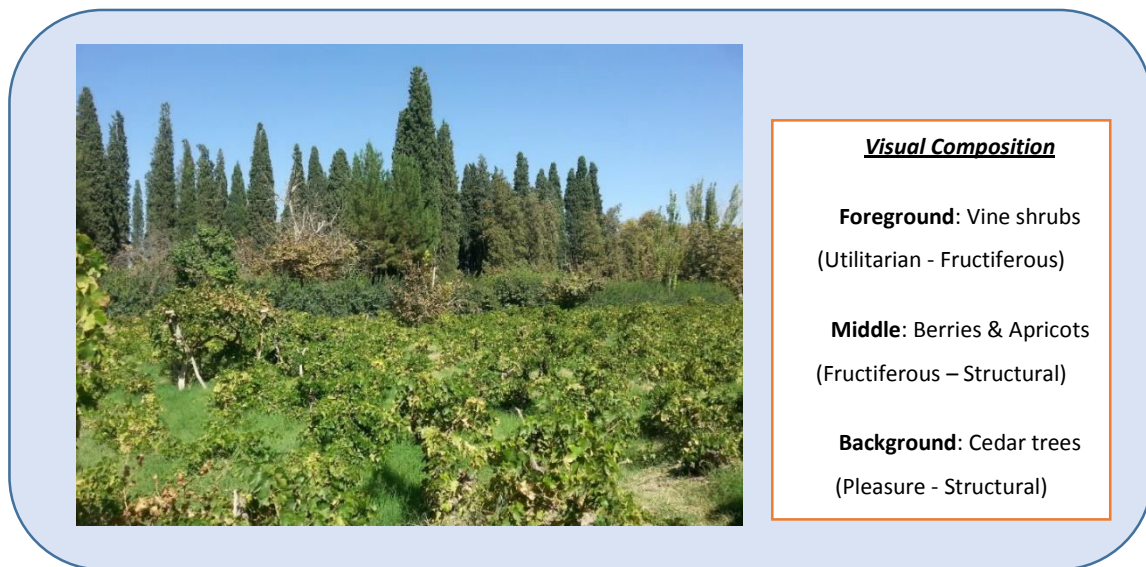 Visual Composition
Foreground: Vine shrubs
(Utilitarian - Fructiferous)
Middle: Berries & Apricots
(Fructiferous – Structural)
Background: Cedar trees
(Pleasure - Structural)